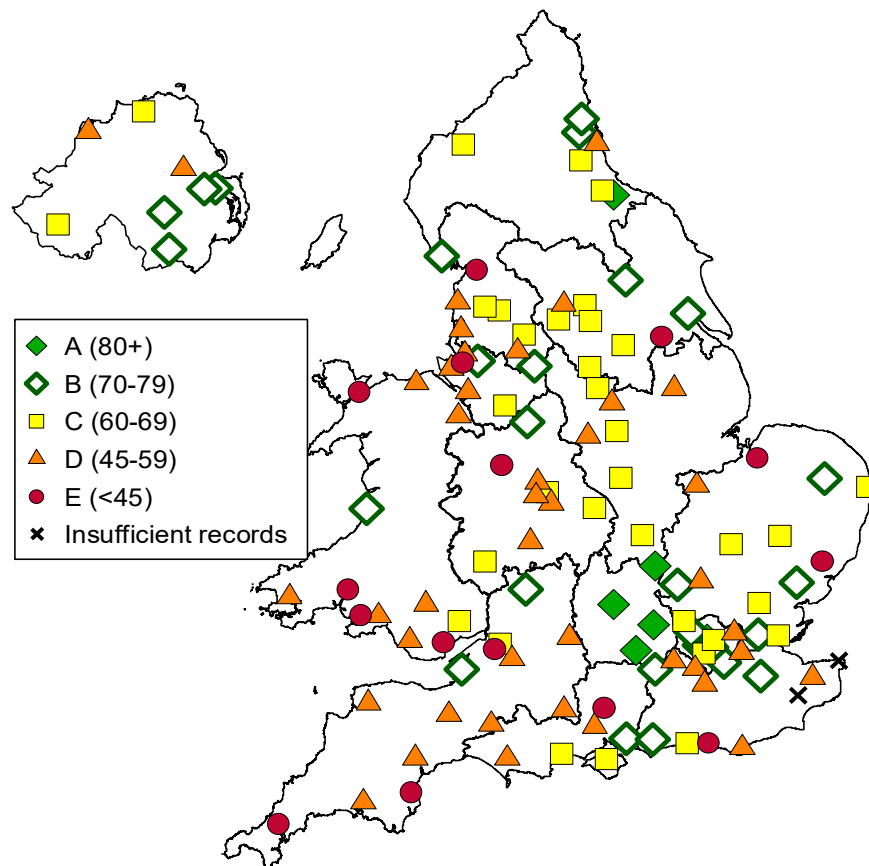 A (80+)
B (70-79)
C (60-69)
D (45-59)
E (<45)
Insufficient records